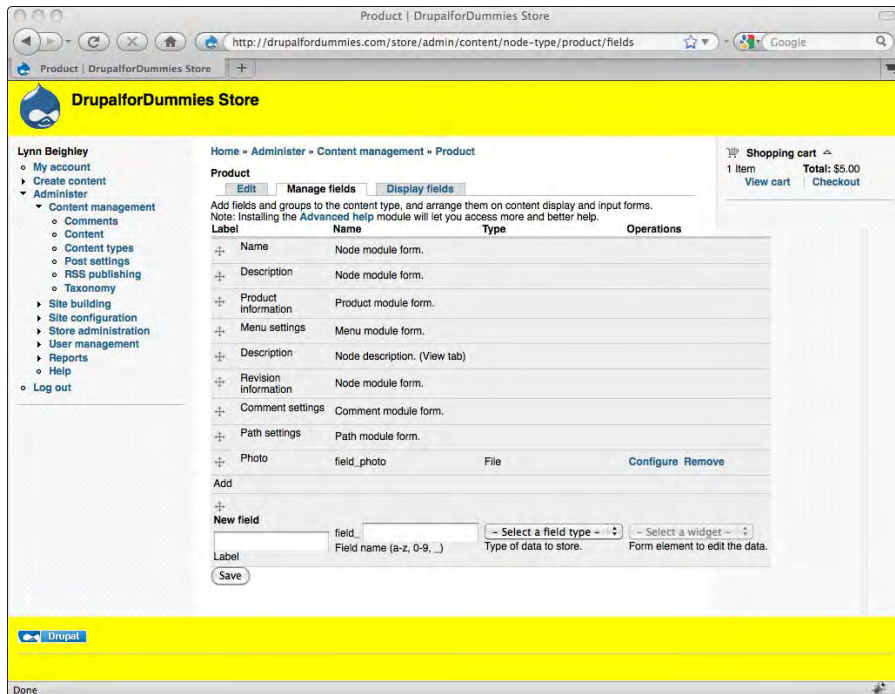 Product | DrupalforDummies Store
http://drupalfordummies.com/store/admin/content/node-type/product/fields
Google
Product | DrupalforDummies Store
DrupalforDummies Store
Lynn Beighley
My account
Create content
Administer
Content management
Comments
Content
Content types
Post settings
RSS publishing
Taxonomy
Site building
Site configuration
Store administration
User management
Reports
Help
Log out
Home » Administer » Content management » Product
Product
Edit Manage fields Display fields
Add fields and groups to the content type, and arrange them on content display and input forms.
Note: Installing the Advanced help module will let you access more and better help.
Label Name Type Operations
Name Node module form.
Description Node module form.
Product information Product module form.
Menu settings Menu module form.
Description Node description. (View tab)
Revision information Node module form.
Comment settings Comment module form.
Path settings Path module form.
Photo field_photo File Configure Remove
Add
New field
field_ - Select a field type - - Select a widget -
Label Field name (a-z, 0-9, _) Type of data to store. Form element to edit the data.
Save
Shopping cart
1 Item Total: $5.00
View cart Checkout
Drupal
Done